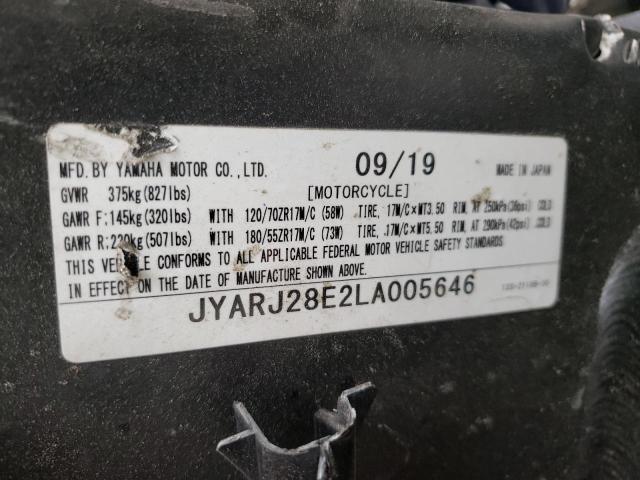 MFD. BY YAMAHA MOTOR CO., LTD. 09/19 MADE IN JAPAN
GVWR 375kg(827lbs) [MOTORCYCLE]
GAWR F:145kg(320lbs) WITH 120/70ZR17M/C (58W) TIRE, 17M/C×MT3.50 RIM, AT 250kPa(36psi) COLD
GAWR R:230kg(507lbs) WITH 180/55ZR17M/C (73W) TIRE, 17M/C×MT5.50 RIM, AT 290kPa(42psi) COLD
THIS VEHICLE CONFORMS TO ALL APPLICABLE FEDERAL MOTOR VEHICLE SAFETY STANDARDS
IN EFFECT ON THE DATE OF MANUFACTURE SHOWN ABOVE.
JYARJ28E2LA005646